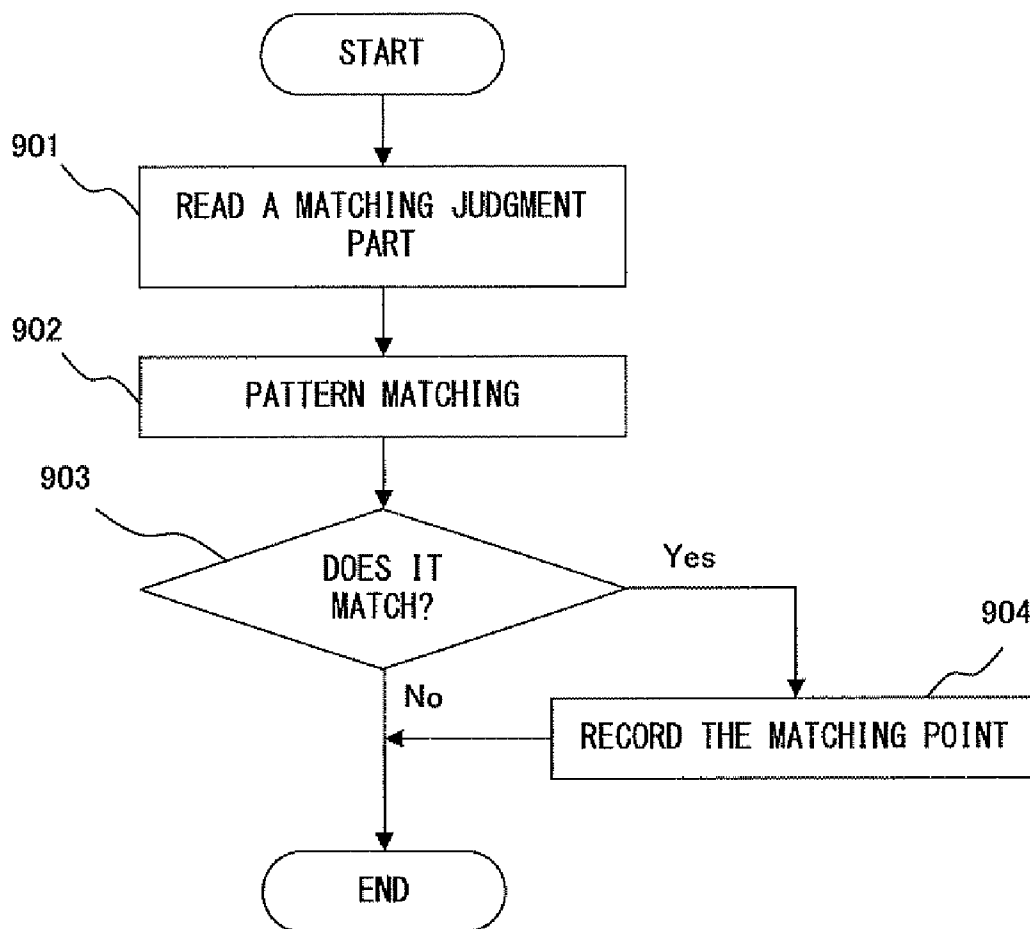 START
901
READ A MATCHING JUDGMENT
PART
902
PATTERN MATCHING
903
DOES IT
MATCH?
Yes
904
No
RECORD THE MATCHING POINT
END